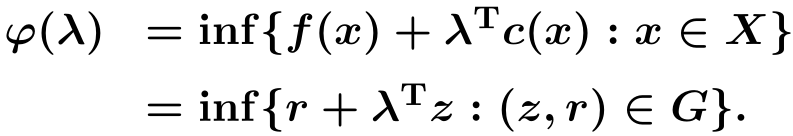 φ(λ) = inf{f(x) + λᵀc(x) : x ∈ X}
= inf{r + λᵀz : (z, r) ∈ G}.